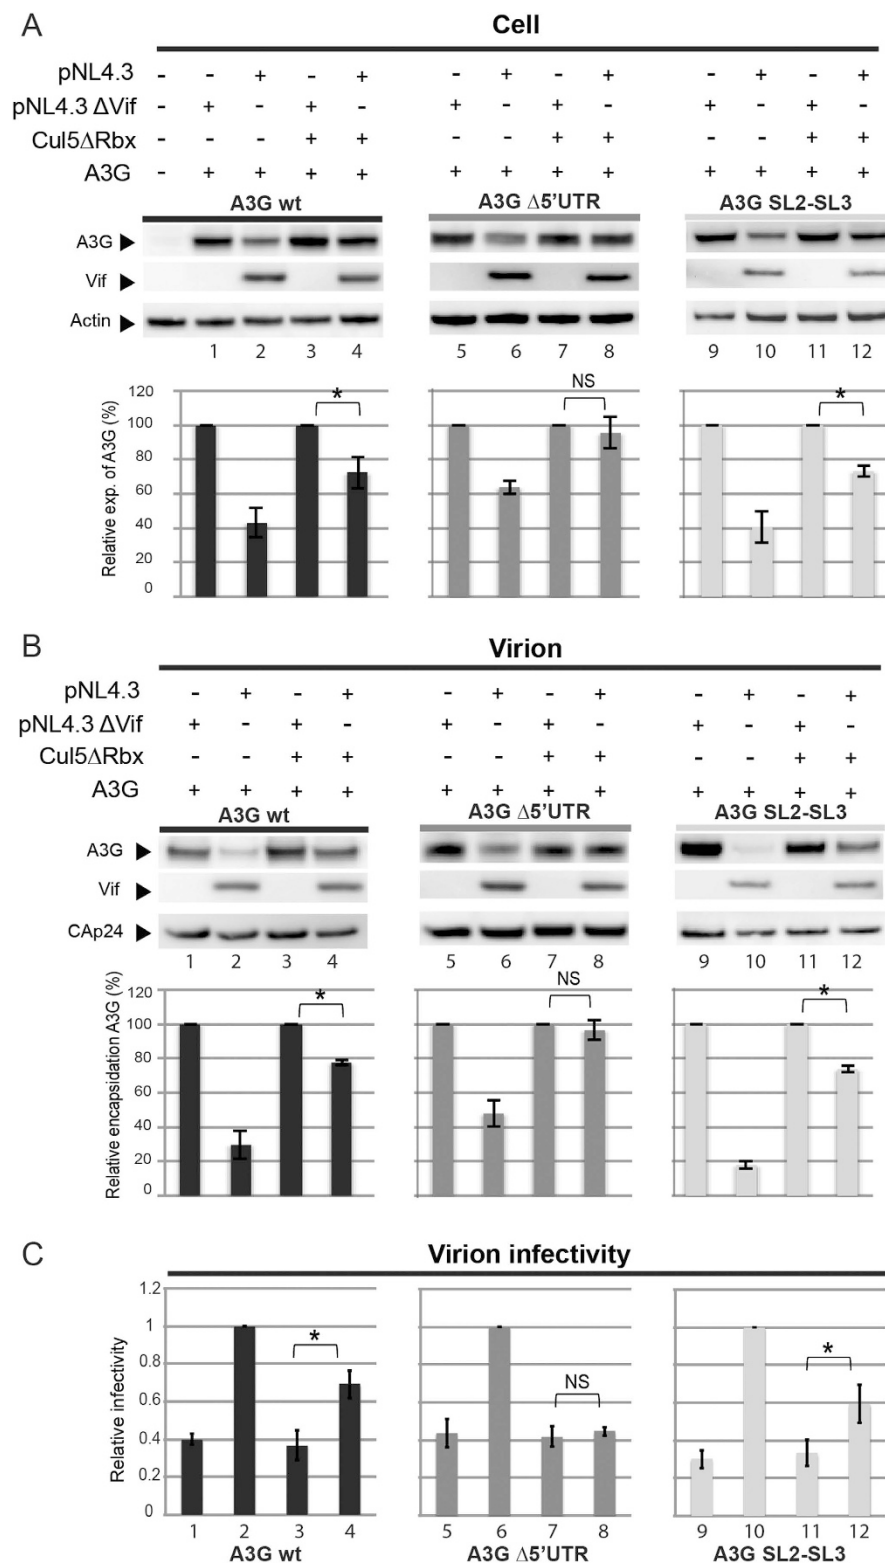 A
Cell
pNL4.3 - - + - + - + - + - + - +
pNL4.3 ΔVif - + - + - + - + - + - + -
Cul5ΔRbx - - - + + - - + + - - + +
A3G - + + + + + + + + + + + +
A3G wt A3G Δ5'UTR A3G SL2-SL3
A3G
Vif
Actin
1 2 3 4 5 6 7 8 9 10 11 12
Relative exp. of A3G (%)
120
100
80
60
40
20
0
* NS *
B
Virion
pNL4.3 - + - + - + - + - + - +
pNL4.3 ΔVif + - + - + - + - + - + -
Cul5ΔRbx - - + + - - + + - - + +
A3G + + + + + + + + + + + +
A3G wt A3G Δ5'UTR A3G SL2-SL3
A3G
Vif
CAp24
1 2 3 4 5 6 7 8 9 10 11 12
Relative encapsidation A3G (%)
120
100
80
60
40
20
0
* NS *
C
Virion infectivity
Relative infectivity
1.2
1
0.8
0.6
0.4
0.2
0
* NS *
1 2 3 4 5 6 7 8 9 10 11 12
A3G wt A3G Δ5'UTR A3G SL2-SL3